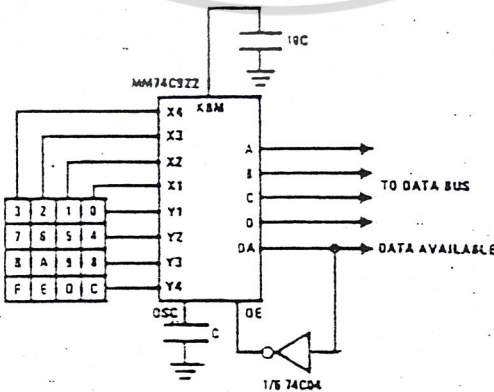 10C
MM74C922
KBM
X4
X3
X2
X1
Y1
Y2
Y3
Y4
A
B
C
D
DA
TO DATA BUS
DATA AVAILABLE
3 2 1 0
7 6 5 4
B A 9 8
F E D C
OSC
OE
C
1/6 74C04